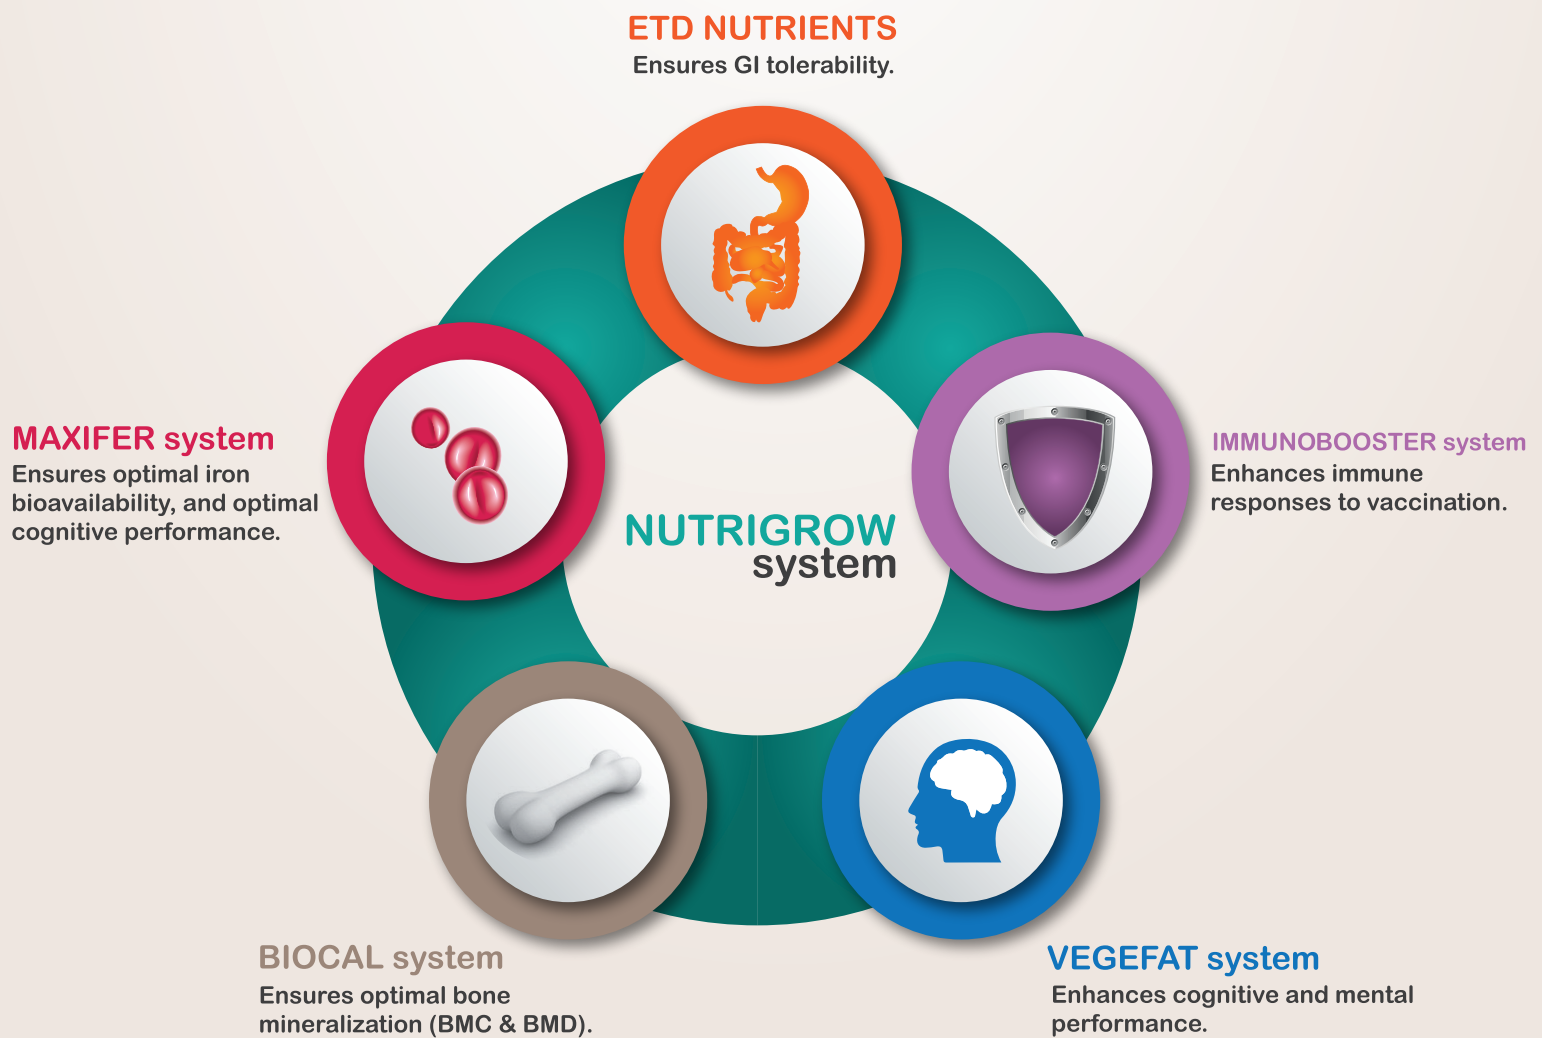 ETD NUTRIENTS
Ensures GI tolerability.
MAXIFER system
Ensures optimal iron
bioavailability, and optimal
cognitive performance.
IMMUNOBOOSTER system
Enhances immune
responses to vaccination.
NUTRIGROW
system
BIOCAL system
Ensures optimal bone
mineralization (BMC & BMD).
VEGEFAT system
Enhances cognitive and mental
performance.